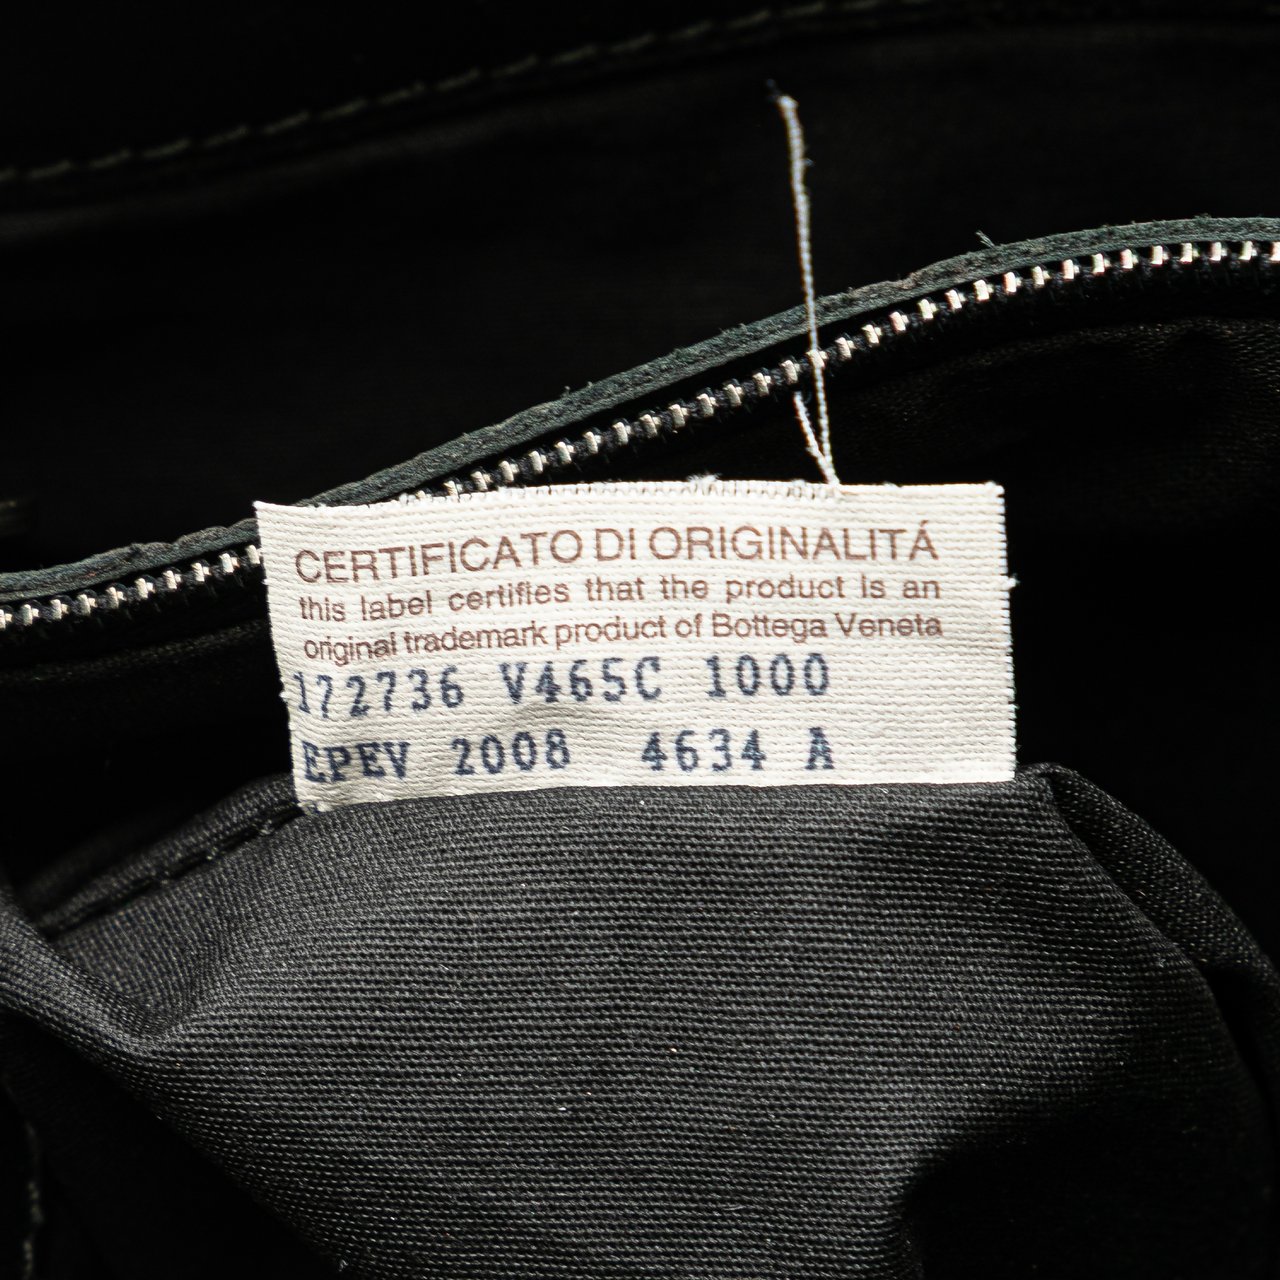 CERTIFICATO DI ORIGINALITÁ
this label certifies that the product is an
original trademark product of Bottega Veneta
172736 V465C 1000
EPEV 2008 4634 A